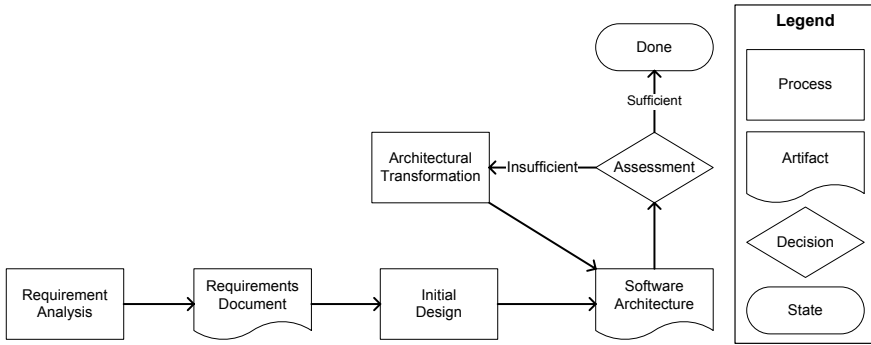 Done
Sufficient
Architectural
Transformation
Insufficient
Assessment
Requirement
Analysis
Requirements
Document
Initial
Design
Software
Architecture
Legend
Process
Artifact
Decision
State